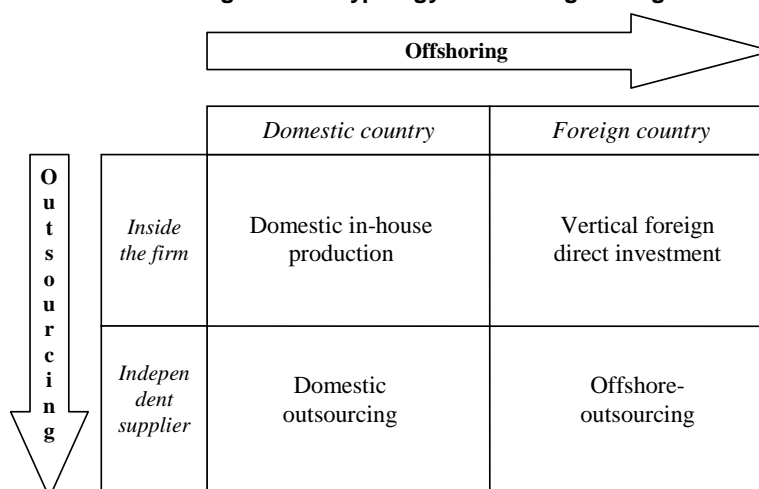 Offshoring
Domestic country
Foreign country
Outsourcing
Inside
the firm
Domestic in-house
production
Vertical foreign
direct investment
Indepen
dent
supplier
Domestic
outsourcing
Offshore-
outsourcing